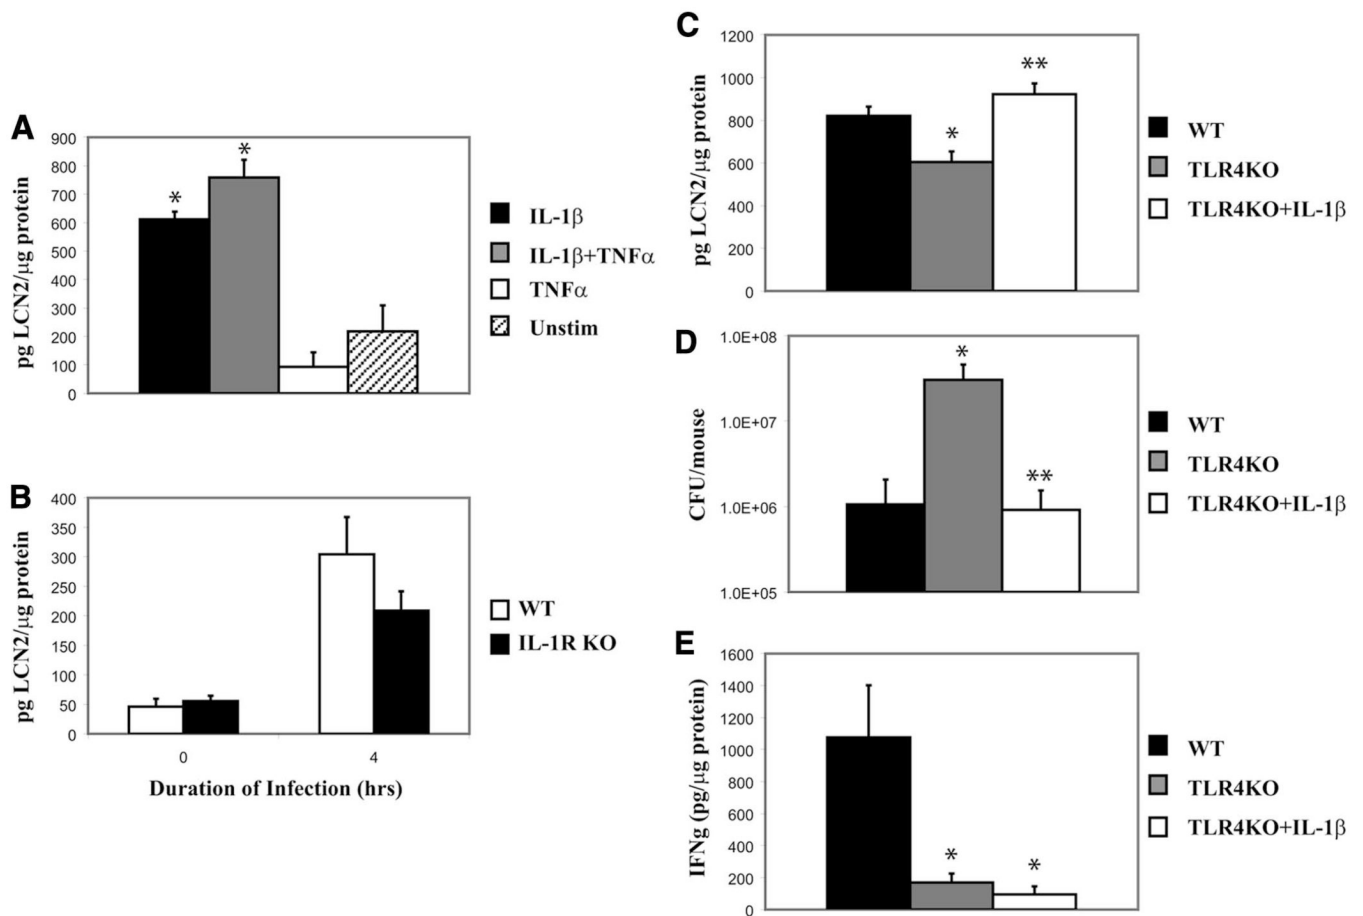 A
pg LCN2/µg protein
900
800
700
600
500
400
300
200
100
0
*
*
IL-1β
IL-1β+TNFα
TNFα
Unstim
B
pg LCN2/µg protein
400
350
300
250
200
150
100
50
0
0
4
Duration of Infection (hrs)
WT
IL-1R KO
C
pg LCN2/µg protein
1200
1000
800
600
400
200
0
*
**
WT
TLR4KO
TLR4KO+IL-1β
D
CFU/mouse
1.0E+08
1.0E+07
1.0E+06
1.0E+05
*
**
WT
TLR4KO
TLR4KO+IL-1β
E
IFNg (pg/µg protein)
1600
1400
1200
1000
800
600
400
200
0
*
*
WT
TLR4KO
TLR4KO+IL-1β